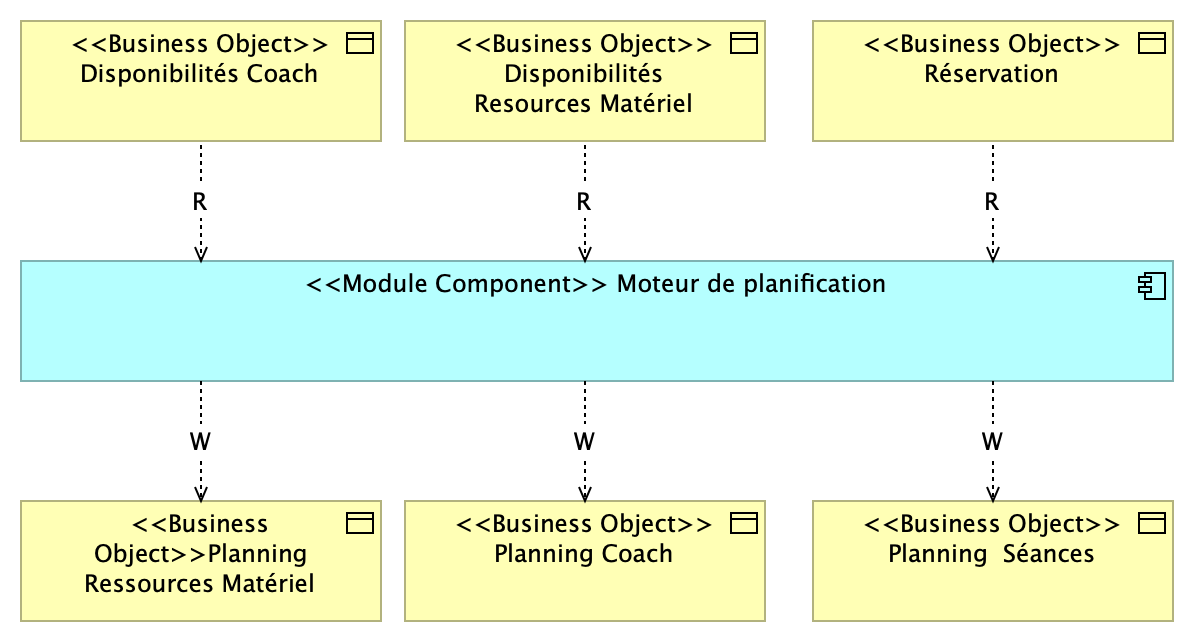 <<Business Object>>
Disponibilités Coach
<<Business Object>>
Disponibilités
Resources Matériel
<<Business Object>>
Réservation
R
R
R
<<Module Component>> Moteur de planification
W
W
W
<<Business
Object>>Planning
Ressources Matériel
<<Business Object>>
Planning Coach
<<Business Object>>
Planning  Séances